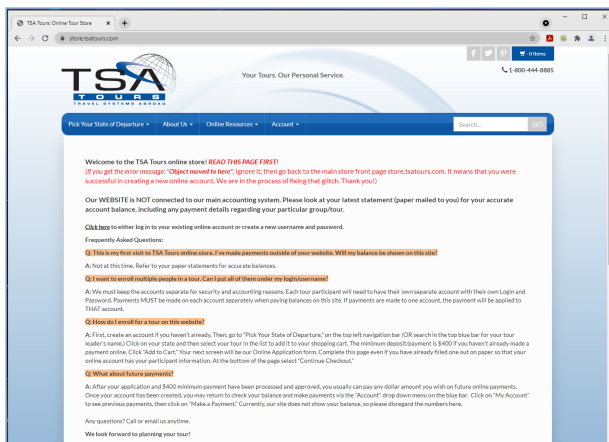 TSA Tours: Online Tour Store
store.tsatours.com
- 0 Items
TSA
TOURS
TRAVEL SYSTEMS ABROAD
Your Tours. Our Personal Service.
1-800-444-8885
Pick Your State of Departure
About Us
Online Resources
Account
Search...
GO
Welcome to the TSA Tours online store! READ THIS PAGE FIRST!
(If you get the error message: "Object moved to here", ignore it, then go back to the main store front page store.tsatours.com. It means that you were
successful in creating a new online account. We are in the process of fixing that glitch. Thank you!)
Our WEBSITE is NOT connected to our main accounting system. Please look at your latest statement (paper mailed to you) for your accurate
account balance, including any payment details regarding your particular group/tour.
Click here to either log in to your existing online account or create a new username and password.
Frequently Asked Questions:
Q: This is my first visit to TSA Tours online store. I've made payments outside of your website. Will my balance be shown on this site?
A: Not at this time. Refer to your paper statements for accurate balances.
Q: I want to enroll multiple people in a tour. Can I put all of them under my login/username?
A: We must keep the accounts separate for security and accounting reasons. Each tour participant will need to have their own separate account with their own Login and
Password. Payments MUST be made on each account separately when paying balances on this site. If payments are made to one account, the payment will be applied to
THAT account.
Q: How do I enroll for a tour on this website?
A: First, create an account if you haven't already. Then, go to "Pick Your State of Departure," on the top left navigation bar (OR search in the top blue bar for your tour
leader's name.) Click on your state and then select your tour in the list to add it to your shopping cart. The minimum deposit/payment is $400 if you haven't already made a
payment online. Click "Add to Cart." Your next screen will be our Online Application form. Complete this page even if you have already filled one out on paper so that your
online account has your participant information. At the bottom of the page select "Continue Checkout."
Q: What about future payments?
A: After your application and $400 minimum payment have been processed and approved, you usually can pay any dollar amount you wish on future online payments.
Once your account has been created, you may return to check your balance and make payments via the "Account" drop down menu on the blue bar. Click on "My Account"
to see previous payments, then click on "Make a Payment." Currently, our site does not show your balance, so please disregard the numbers here.
Any questions? Call or email us anytime.
We look forward to planning your tour!